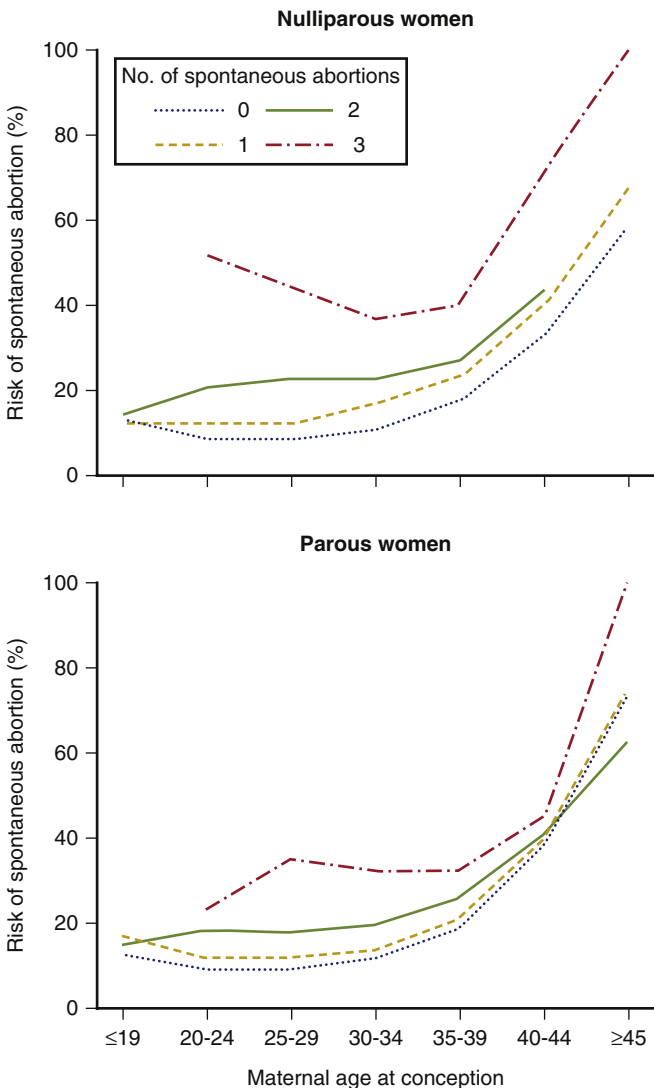 Nulliparous women
Risk of spontaneous abortion (%)
100
80
60
40
20
0
No. of spontaneous abortions
0 2
1 3
Parous women
Risk of spontaneous abortion (%)
100
80
60
40
20
0
≤19 20-24 25-29 30-34 35-39 40-44 ≥45
Maternal age at conception